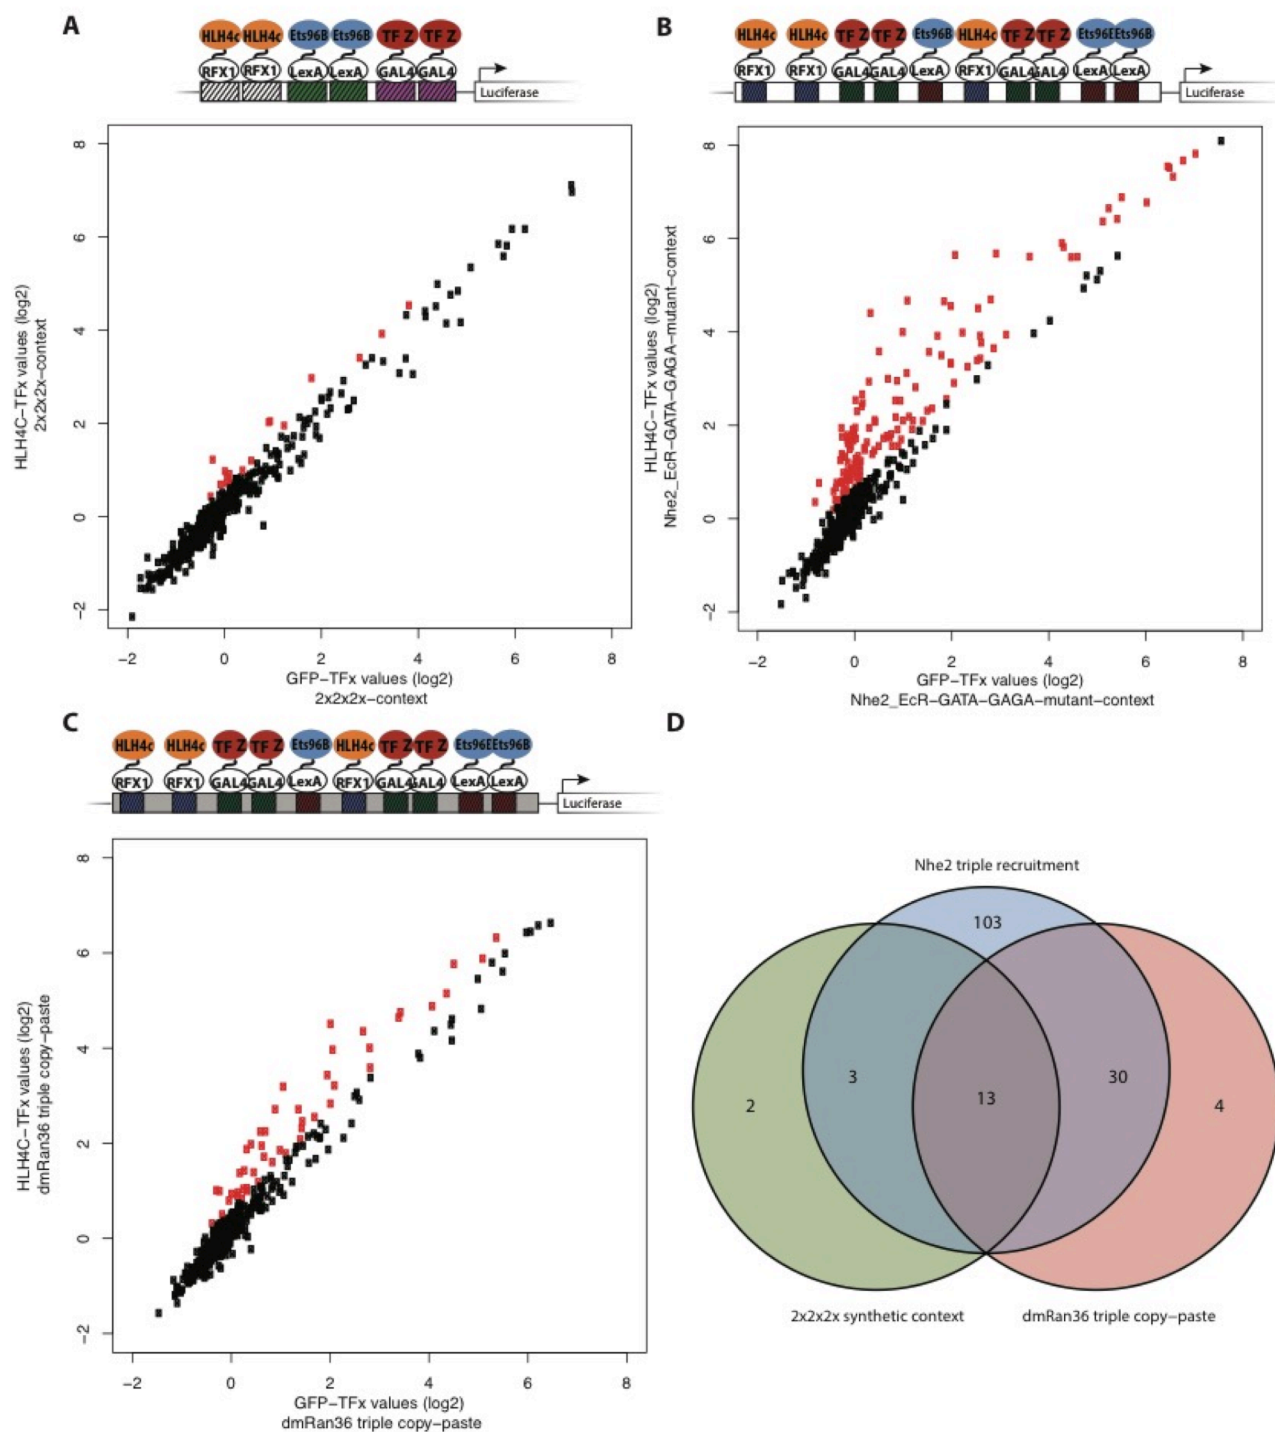 A
HLH4c HLH4c Ets96B Ets96B TF Z TF Z
RFX1 RFX1 LexA LexA GAL4 GAL4
Luciferase
8
6
4
2
0
−2
HLH4C−TFx values (log2)
2x2x2x−context
−2 0 2 4 6 8
GFP−TFx values (log2)
2x2x2x−context
B
HLH4c HLH4c TF Z TF Z Ets96B HLH4c TF Z TF Z Ets96B Ets96B
RFX1 RFX1 GAL4 GAL4 LexA RFX1 GAL4 GAL4 LexA LexA
Luciferase
8
6
4
2
0
−2
HLH4C−TFx values (log2)
Nhe2_EcR−GATA−GAGA−mutant−context
−2 0 2 4 6 8
GFP−TFx values (log2)
Nhe2_EcR−GATA−GAGA−mutant−context
C
HLH4c HLH4c TF Z TF Z Ets96B HLH4c TF Z TF Z Ets96B Ets96B
RFX1 RFX1 GAL4 GAL4 LexA RFX1 GAL4 GAL4 LexA LexA
Luciferase
8
6
4
2
0
−2
HLH4C−TFx values (log2)
dmRan36 triple copy−paste
−2 0 2 4 6 8
GFP−TFx values (log2)
dmRan36 triple copy−paste
D
Nhe2 triple recruitment
103
3 30
2 13 4
2x2x2x synthetic context dmRan36 triple copy−paste